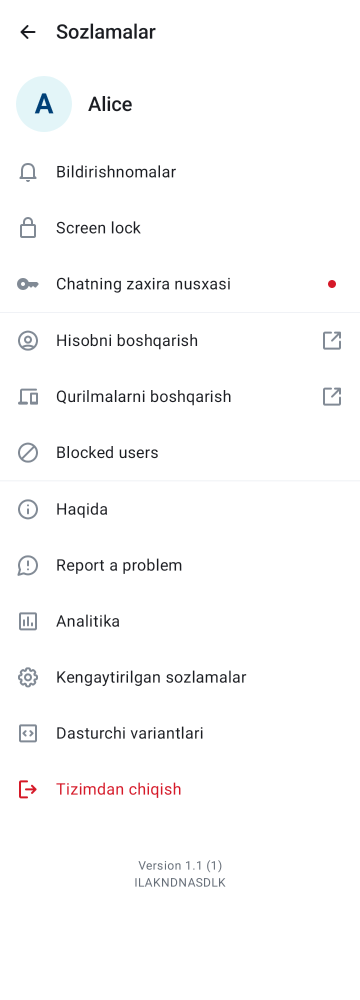 Sozlamalar
A
Alice
Bildirishnomalar
Screen lock
Chatning zaxira nusxasi
Hisobni boshqarish
Qurilmalarni boshqarish
Blocked users
Haqida
Report a problem
Analitika
Kengaytirilgan sozlamalar
Dasturchi variantlari
Tizimdan chiqish
Version 1.1 (1)
ILAKNDNASDLK